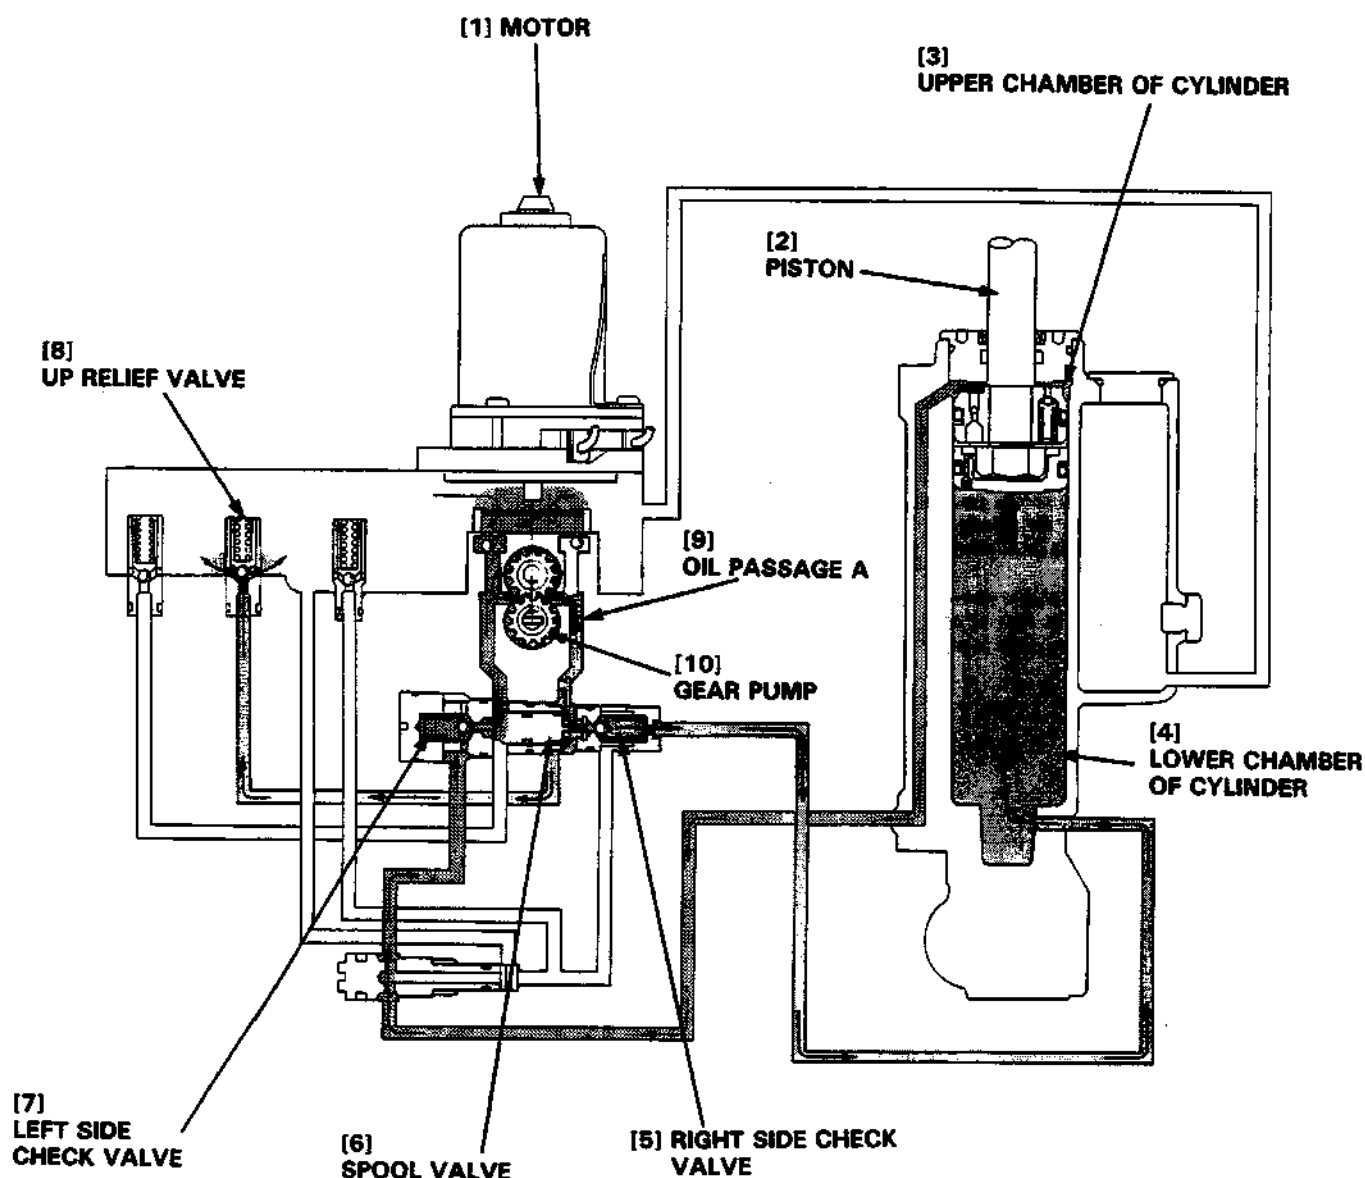 [1] MOTOR
[3]
UPPER CHAMBER OF CYLINDER
[2]
PISTON
[8]
UP RELIEF VALVE
[9]
OIL PASSAGE A
[10]
GEAR PUMP
[4]
LOWER CHAMBER
OF CYLINDER
[7]
LEFT SIDE
CHECK VALVE
[6]
SPOOL VALVE
[5] RIGHT SIDE CHECK
VALVE